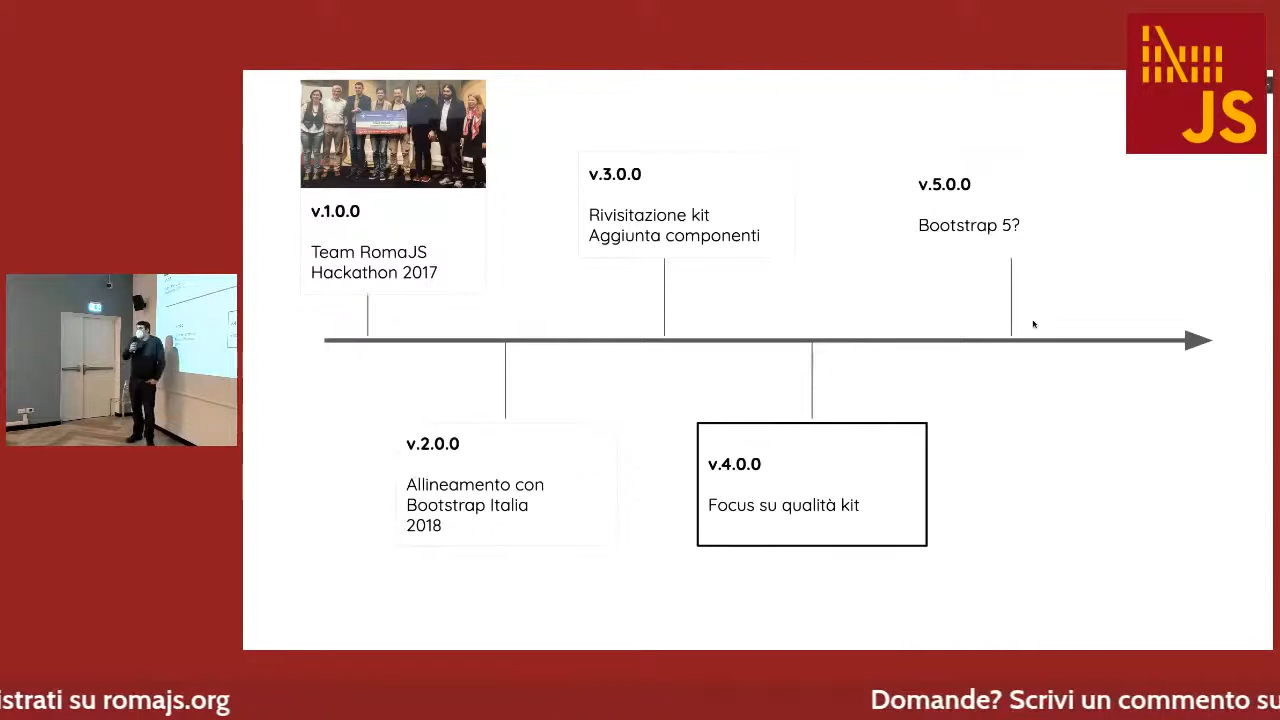 JS
v.1.0.0
Team RomaJS
Hackathon 2017
v.3.0.0
Rivisitazione kit
Aggiunta componenti
v.5.0.0
Bootstrap 5?
v.2.0.0
Allineamento con
Bootstrap Italia
2018
v.4.0.0
Focus su qualità kit
istrati su romajs.org
Domande? Scrivi un commento su